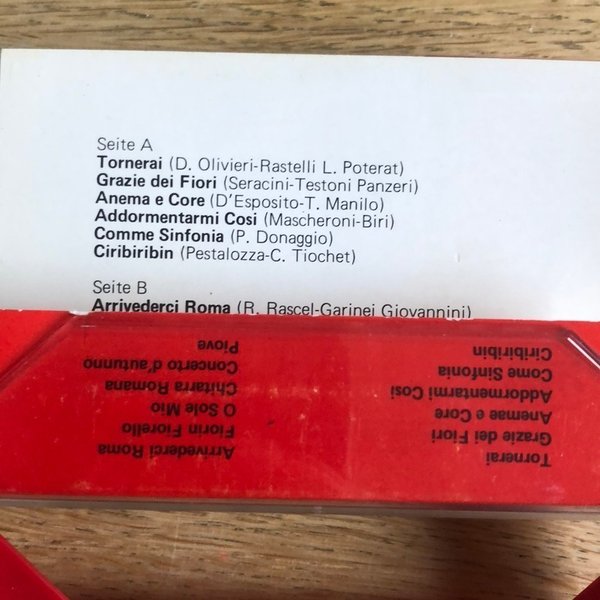 Seite A
Tornerai (D. Olivieri-Rastelli L. Poterat)
Grazie dei Fiori (Seracini-Testoni Panzeri)
Anema e Core (D'Esposito-T. Manilo)
Addormentarmi Cosi (Mascheroni-Biri)
Comme Sinfonia (P. Donaggio)
Ciribiribin (Pestalozza-C. Tiochet)
Seite B
Arrivederci Roma (R. Rascel-Garinei Giovannini)
Tornerai
Grazie dei Fiori
Anemae e Core
Addormentarmi Cosi
Come Sinfonia
Ciribiribin
Arrivederci Roma
Fiorin Fiorello
O Sole Mio
Chitarra Romana
Concerto d'autunno
Piove